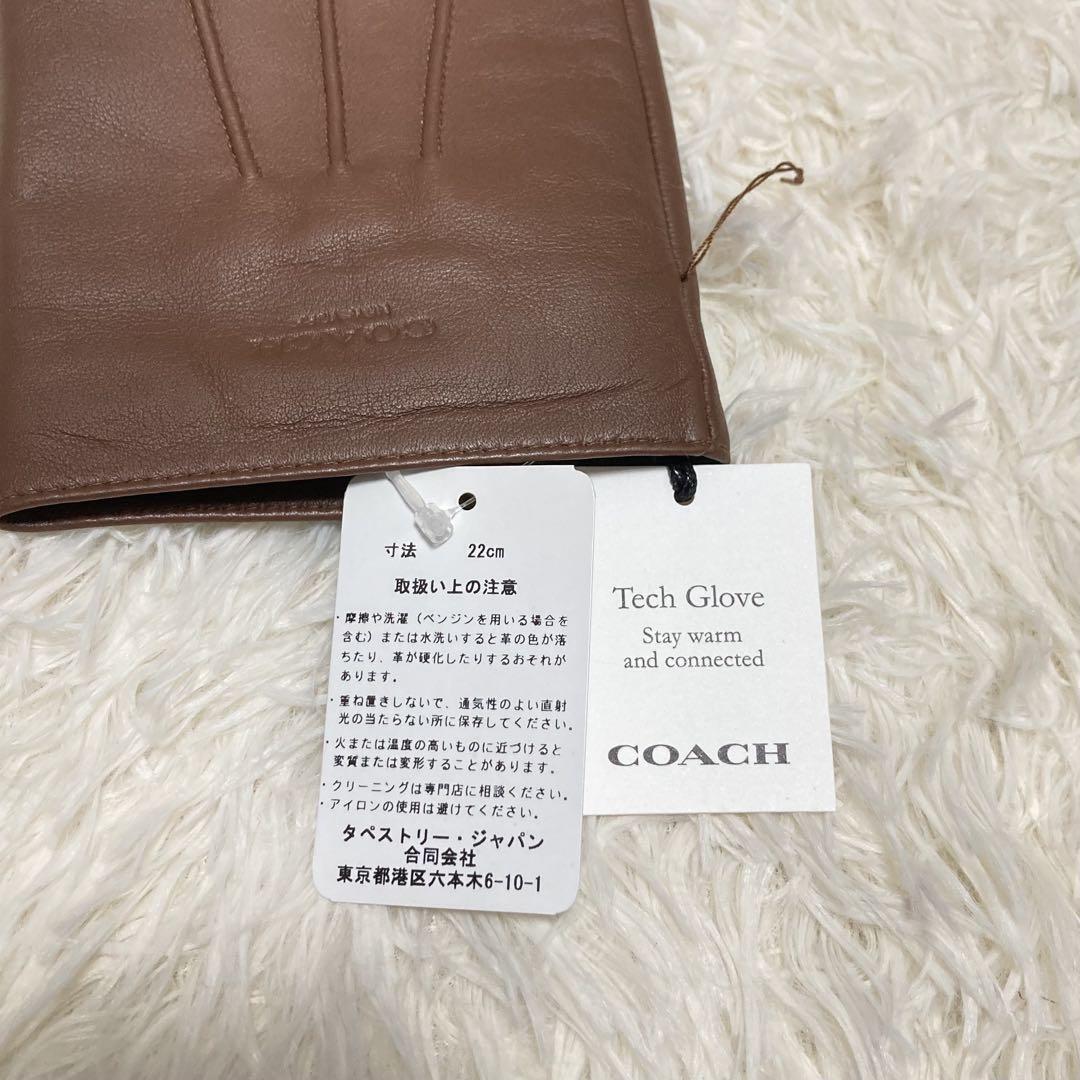 COACH
寸法 22cm
取扱い上の注意
・摩擦や洗濯（ベンジンを用いる場合を
含む）または水洗いすると革の色が落
ちたり、革が硬化したりするおそれが
あります。
・重ね置きしないで、通気性のよい直射
光の当たらない所に保存してください。
・火または温度の高いものに近づけると
変質または変形することがあります。
・クリーニングは専門店に相談ください。
・アイロンの使用は避けてください。
タペストリー・ジャパン
合同会社
東京都港区六本木6-10-1
Tech Glove
Stay warm
and connected
COACH